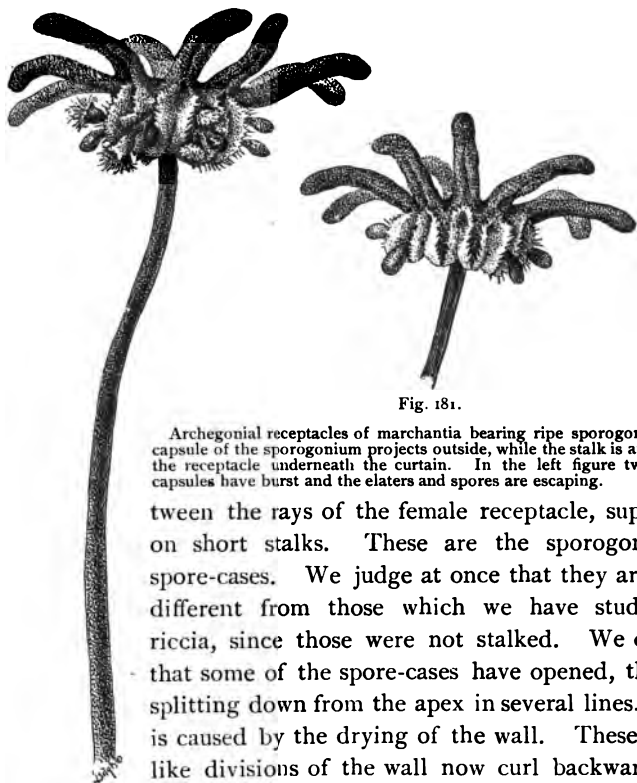 Fig. 181.
Archegonial receptacles of marchantia bearing ripe sporogon
capsule of the sporogonium projects outside, while the stalk is a
the receptacle underneath the curtain. In the left figure tw
capsules have burst and the elaters and spores are escaping.
tween the rays of the female receptacle, sup
on short stalks. These are the sporogon
spore-cases. We judge at once that they ar
different from those which we have stud
riccia, since those were not stalked. We
that some of the spore-cases have opened, t
splitting down from the apex in several lines.
is caused by the drying of the wall. These
like divisions of the wall now curl backwar